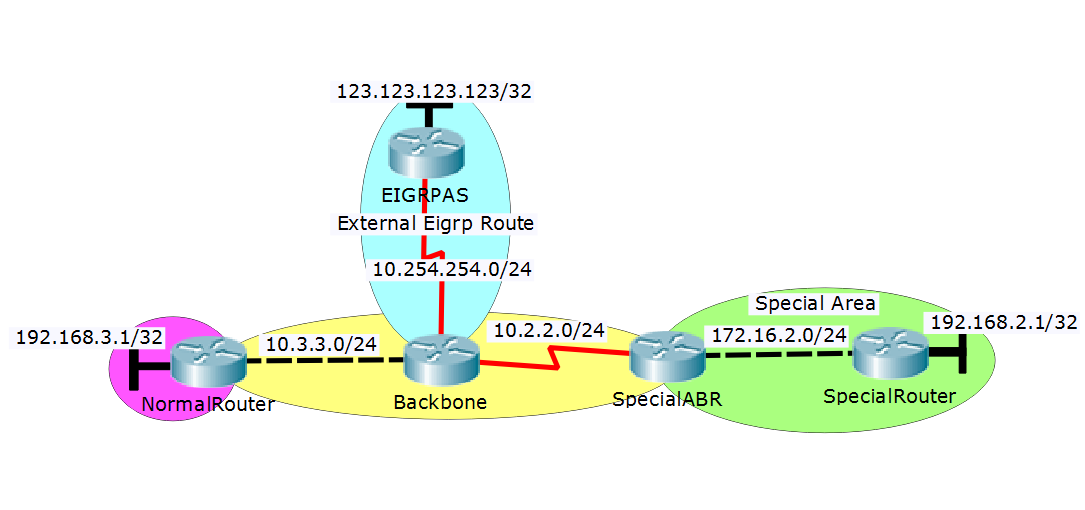 123.123.123.123/32
EIGRPAS
External Eigrp Route
10.254.254.0/24
Special Area
192.168.3.1/32
10.3.3.0/24
10.2.2.0/24
172.16.2.0/24
192.168.2.1/32
NormalRouter
Backbone
SpecialABR
SpecialRouter